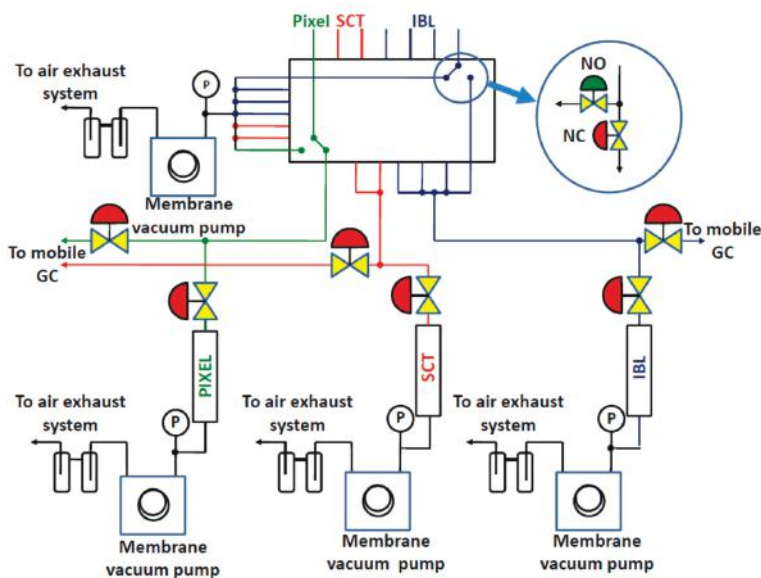 Pixel SCT IBL
To air exhaust
system
P
NO
NC
Membrane
vacuum pump
To mobile
GC
To mobile
GC
PIXEL
SCT
IBL
To air exhaust
system
P
To air exhaust
system
P
To air exhaust
system
P
Membrane
vacuum pump
Membrane
vacuum pump
Membrane
vacuum pump